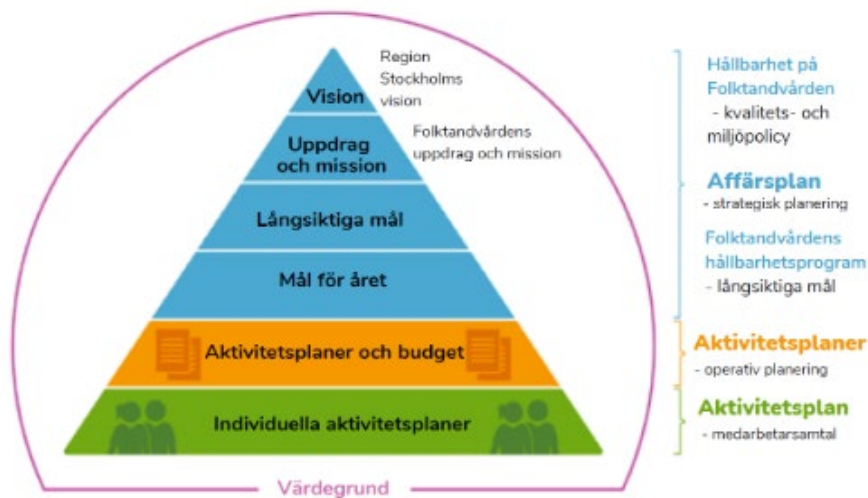 Vision
Uppdrag
och mission
Långsiktiga mål
Mål för året
Aktivitetsplaner och budget
Individuella aktivitetsplaner
Värdegrund
Region
Stockholms
vision
Folktandvårdens
uppdrag och mission
Hållbarhet på
Folktandvården
- kvalitets- och
miljöpolicy
Affärsplan
- strategisk planering
Folktandvårdens
hållbarhetsprogram
- långsiktiga mål
Aktivitetsplaner
- operativ planering
Aktivitetsplan
- medarbetarsamtal